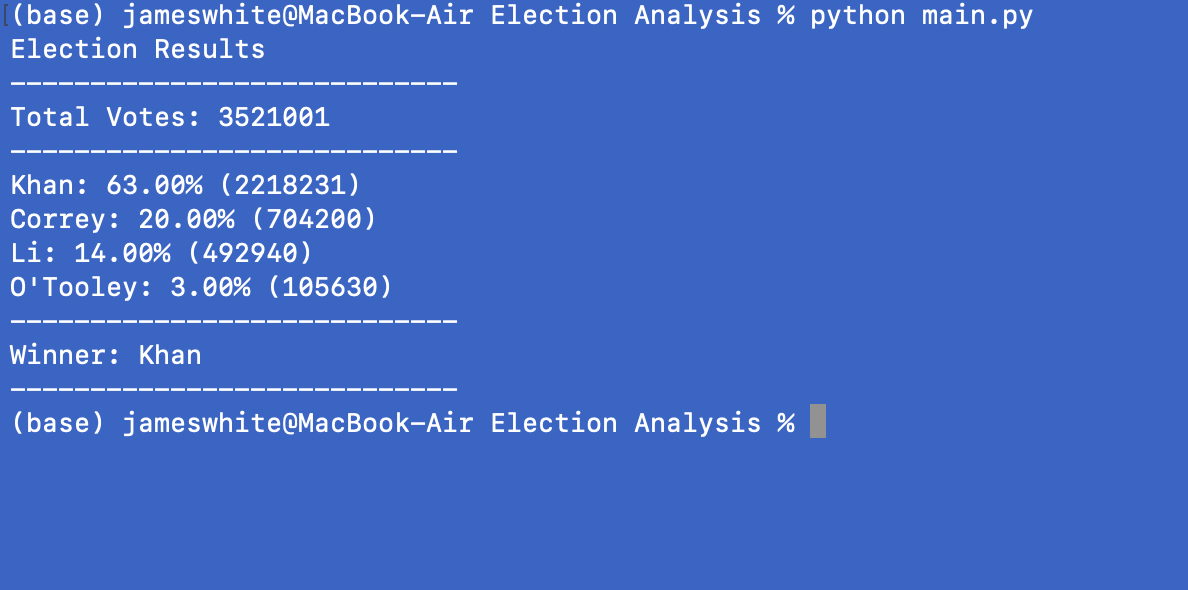 [(base) jameswhite@MacBook-Air Election Analysis % python main.py
Election Results
----------------------------
Total Votes: 3521001
----------------------------
Khan: 63.00% (2218231)
Correy: 20.00% (704200)
Li: 14.00% (492940)
O'Tooley: 3.00% (105630)
----------------------------
Winner: Khan
----------------------------
(base) jameswhite@MacBook-Air Election Analysis %